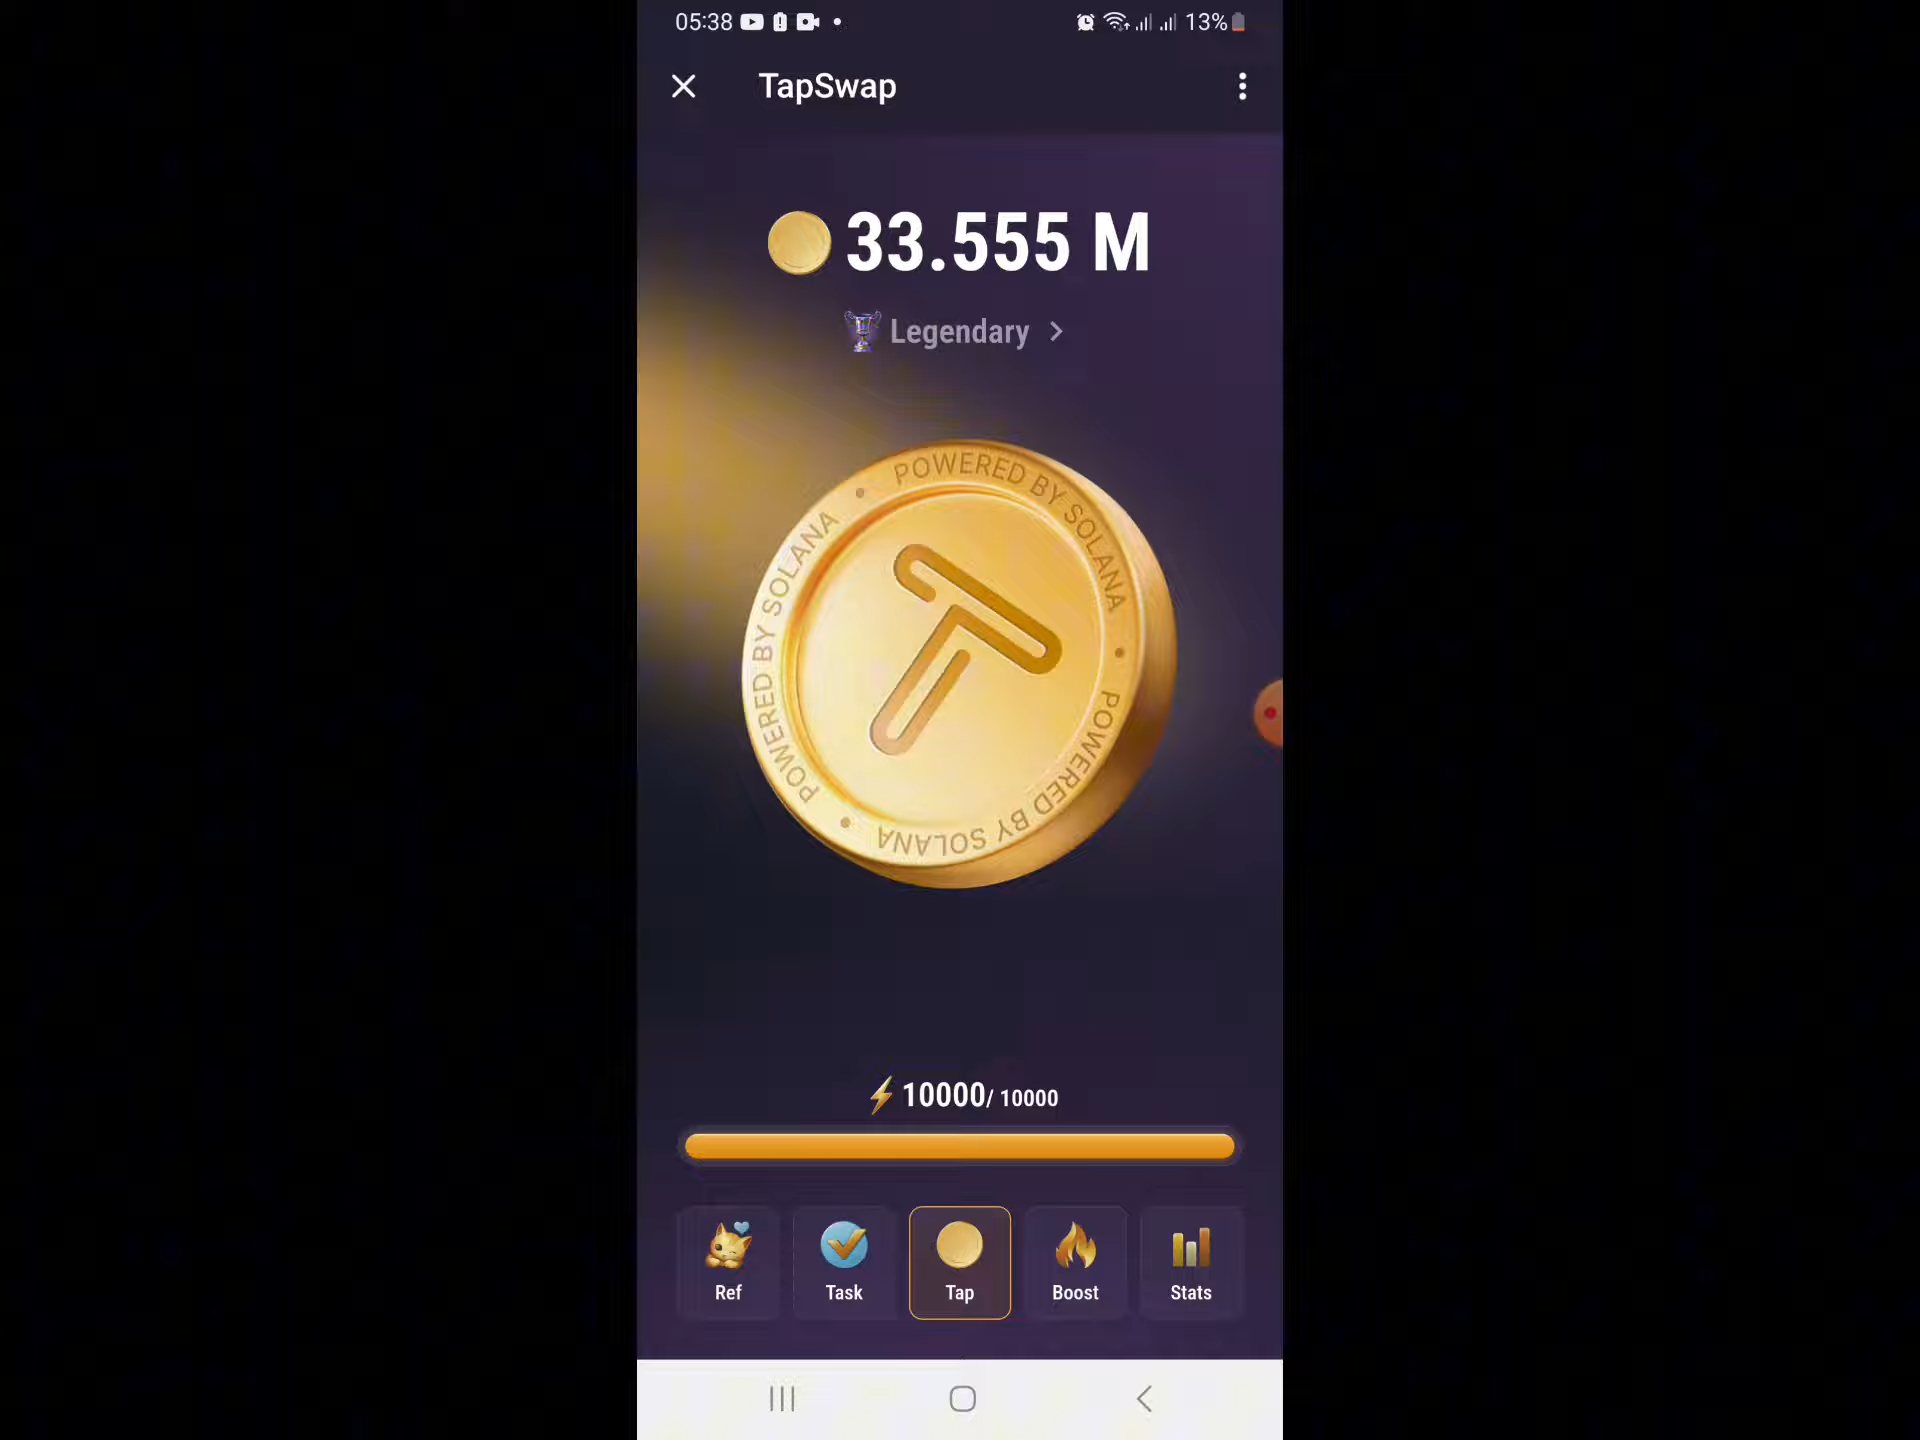 05:38
13%
TapSwap
33.555 M
Legendary
POWERED BY SOLANA • POWERED BY SOLANA • POWERED BY SOLANA •
10000/ 10000
Ref
Task
Tap
Boost
Stats